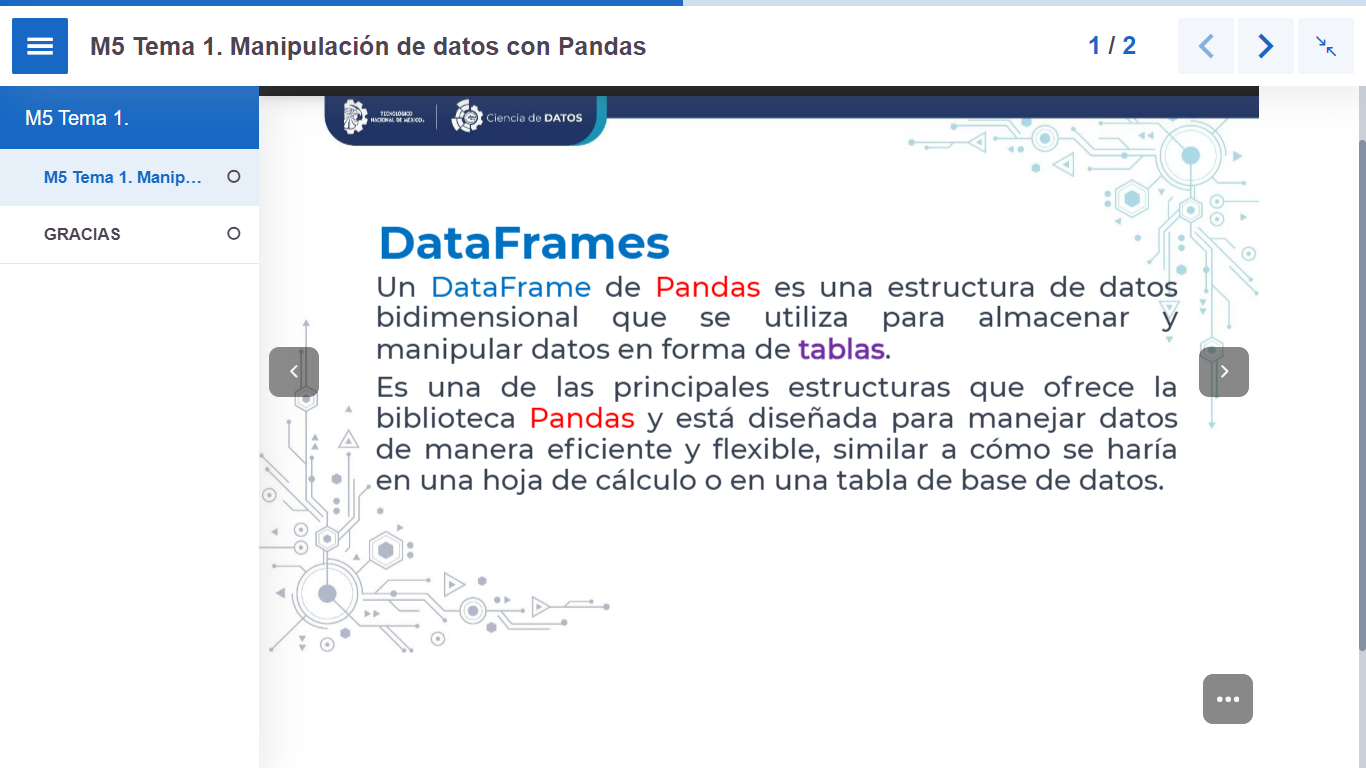 M5 Tema 1. Manipulación de datos con Pandas
1 / 2
M5 Tema 1.
M5 Tema 1. Manip...
GRACIAS
TECNOLÓGICO
NACIONAL DE MÉXICO
Ciencia de DATOS
DataFrames
Un DataFrame de Pandas es una estructura de datos
bidimensional que se utiliza para almacenar y
manipular datos en forma de tablas.
Es una de las principales estructuras que ofrece la
biblioteca Pandas y está diseñada para manejar datos
de manera eficiente y flexible, similar a cómo se haría
en una hoja de cálculo o en una tabla de base de datos.